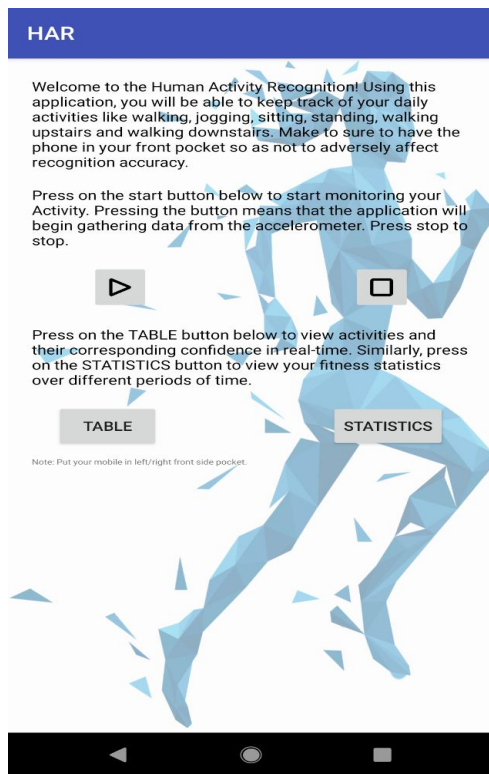 HAR
Welcome to the Human Activity Recognition! Using this
application, you will be able to keep track of your daily
activities like walking, jogging, sitting, standing, walking
upstairs and walking downstairs. Make to sure to have the
phone in your front pocket so as not to adversely affect
recognition accuracy.
Press on the start button below to start monitoring your
Activity. Pressing the button means that the application will
begin gathering data from the accelerometer. Press stop to
stop.
Press on the TABLE button below to view activities and
their corresponding confidence in real-time. Similarly, press
on the STATISTICS button to view your fitness statistics
over different periods of time.
TABLE
STATISTICS
Note: Put your mobile in left/right front side pocket.